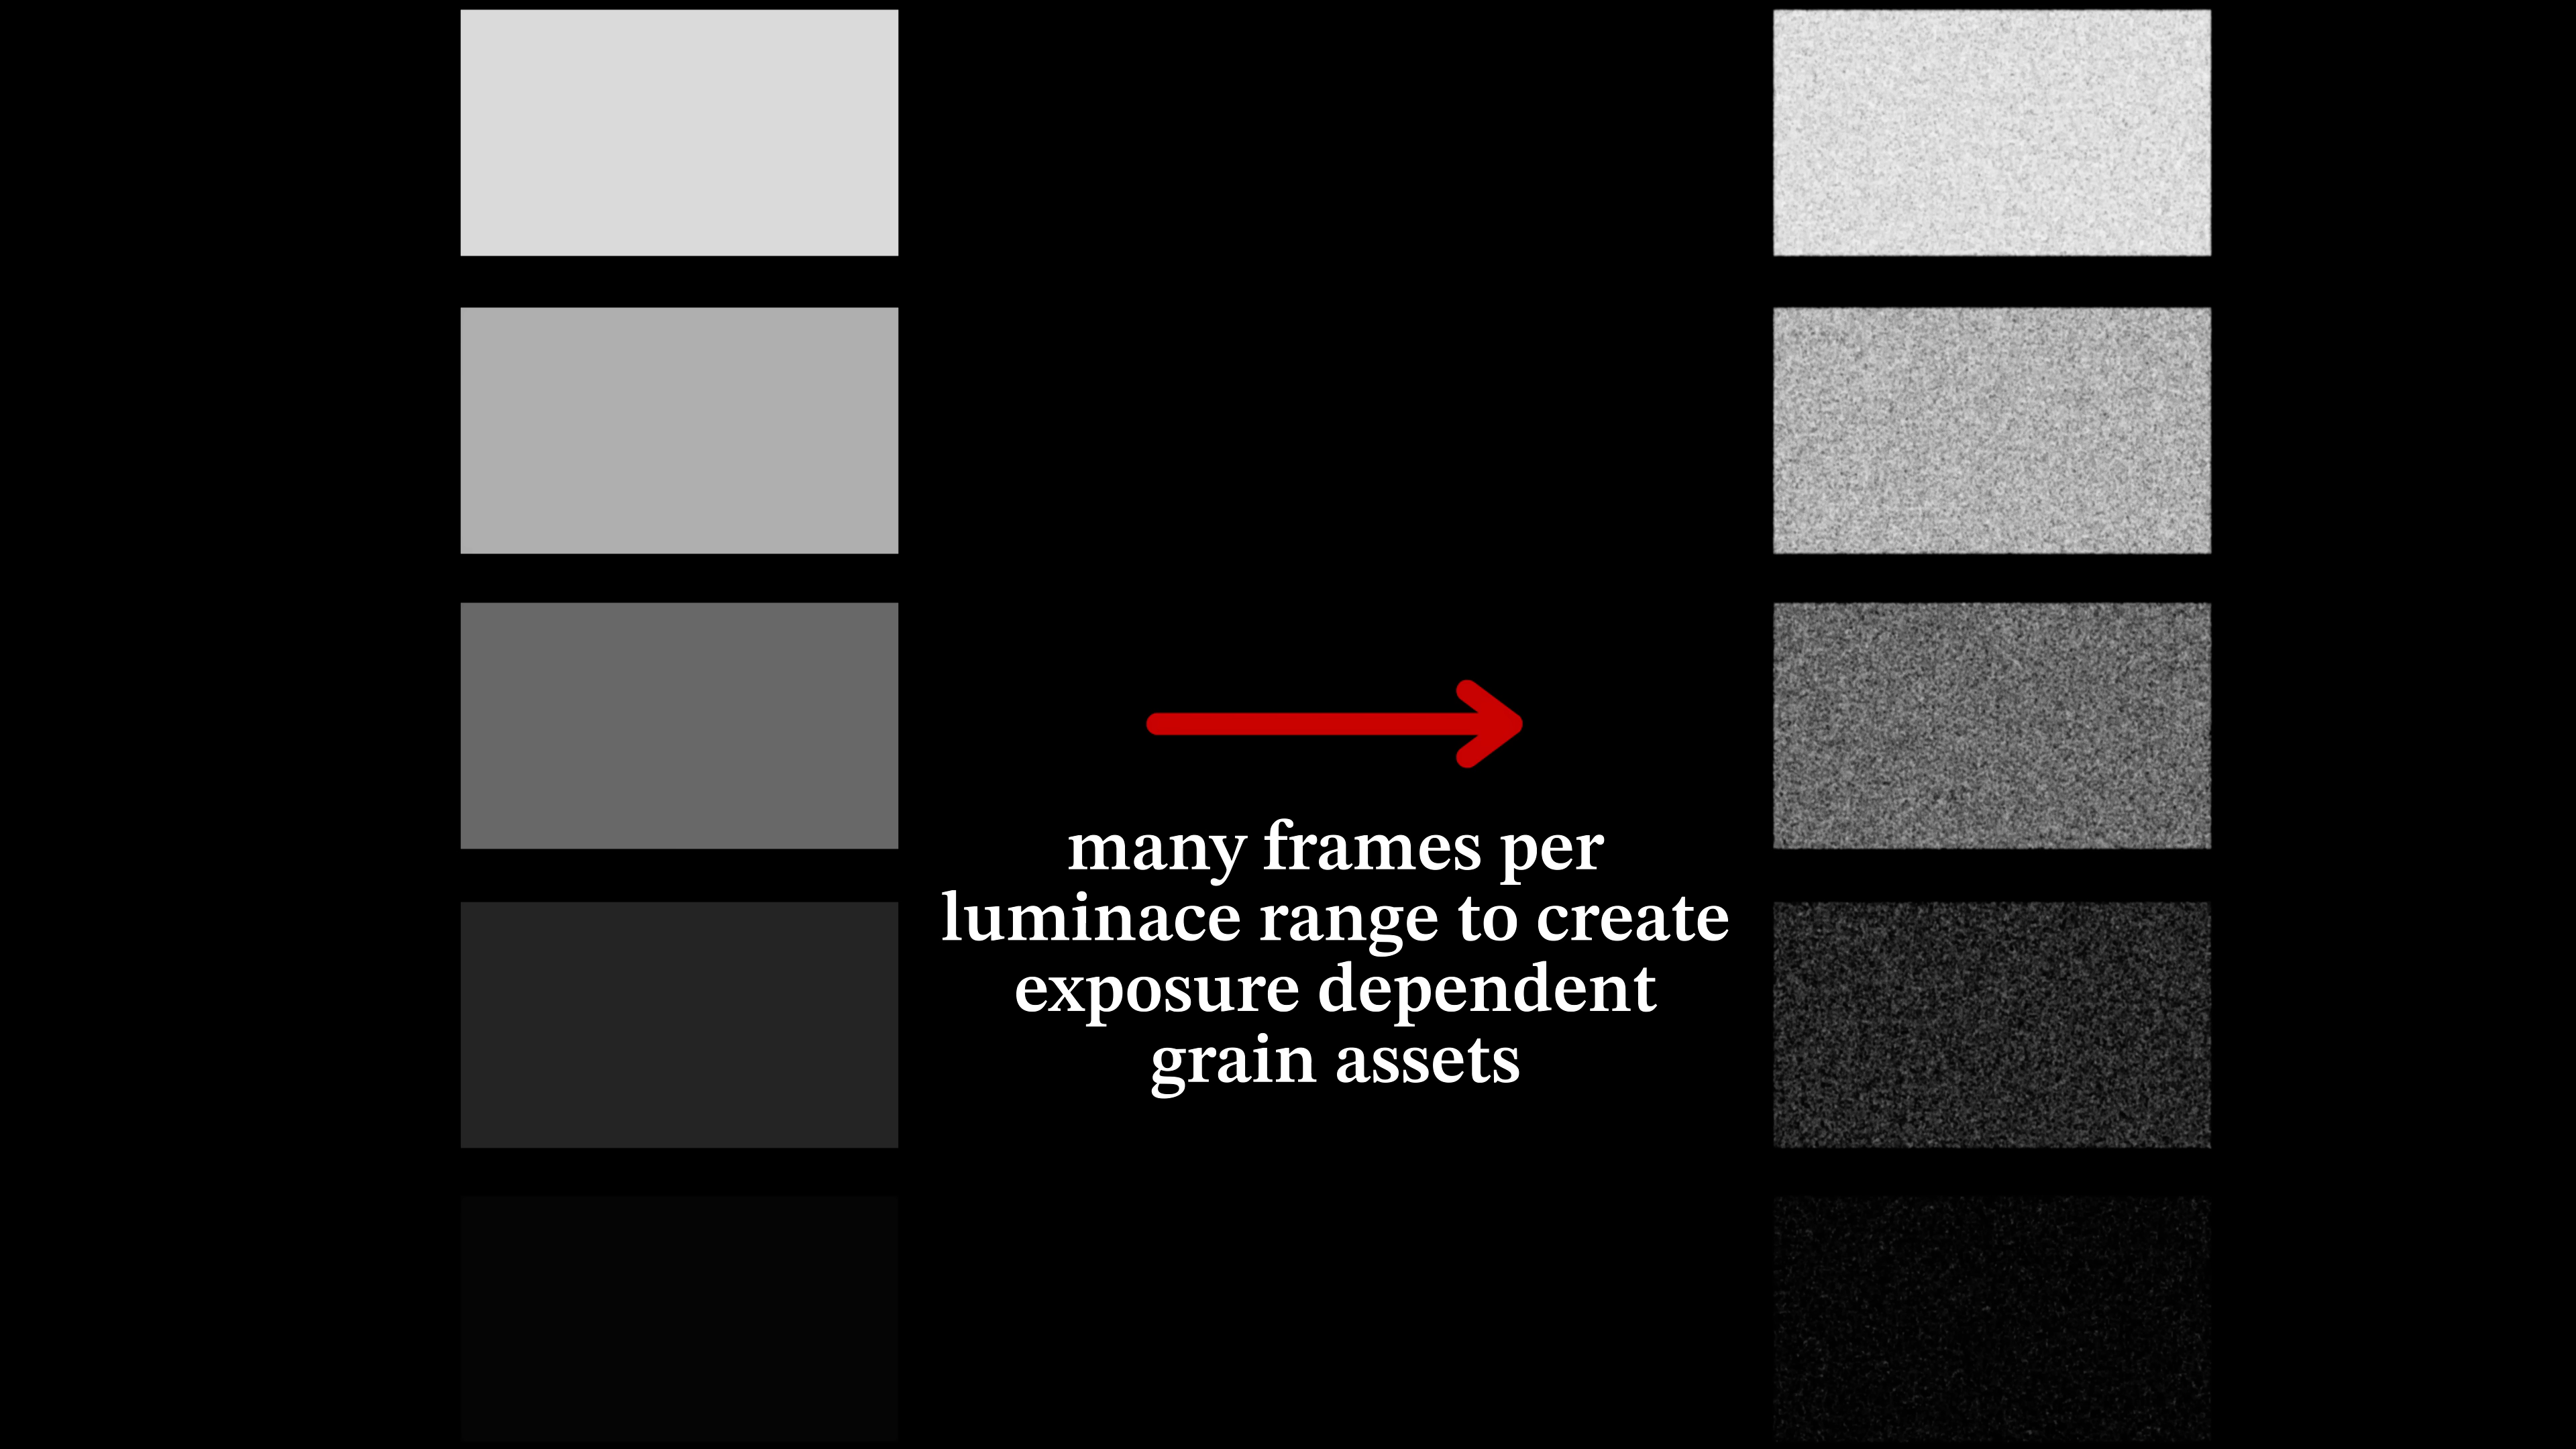 many frames per
luminace range to create
exposure dependent
grain assets